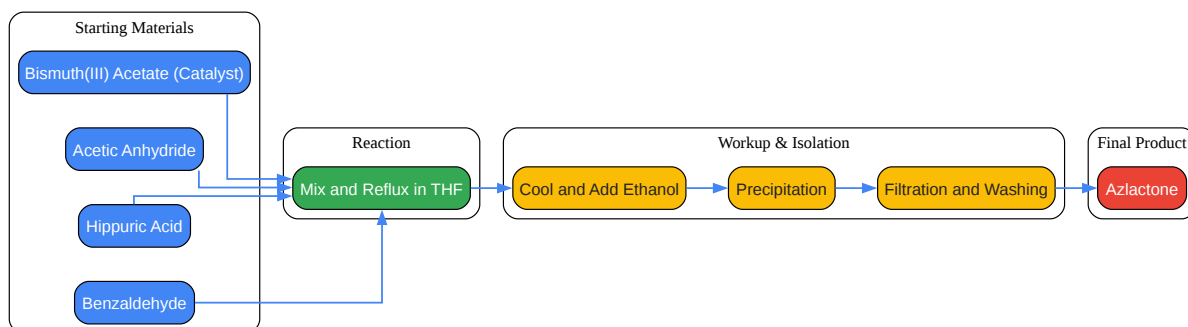 Starting Materials
Bismuth(III) Acetate (Catalyst)
Acetic Anhydride
Hippuric Acid
Benzaldehyde
Reaction
Mix and Reflux in THF
Workup & Isolation
Cool and Add Ethanol
Precipitation
Filtration and Washing
Final Product
Azlactone